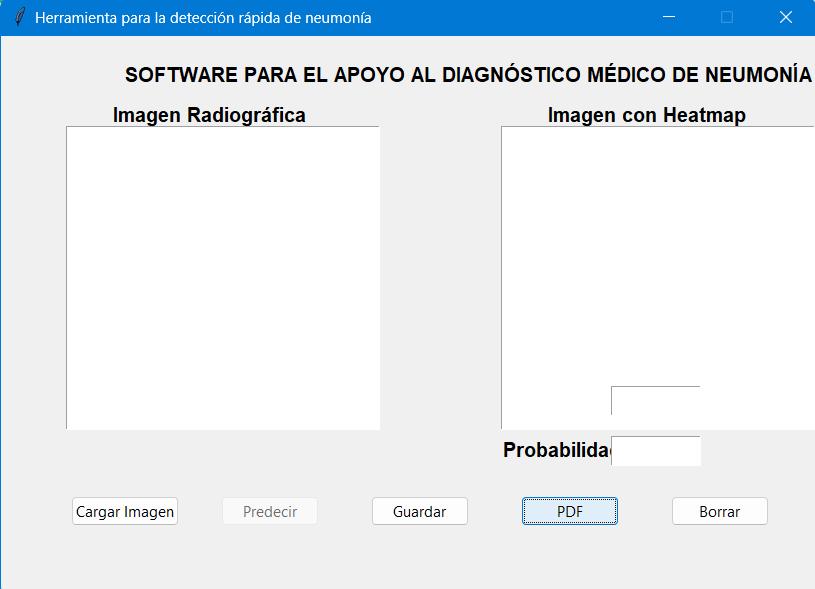 Herramienta para la detección rápida de neumonía
SOFTWARE PARA EL APOYO AL DIAGNÓSTICO MÉDICO DE NEUMONÍA
Imagen Radiográfica
Imagen con Heatmap
Probabilidad
Cargar Imagen
Predecir
Guardar
PDF
Borrar